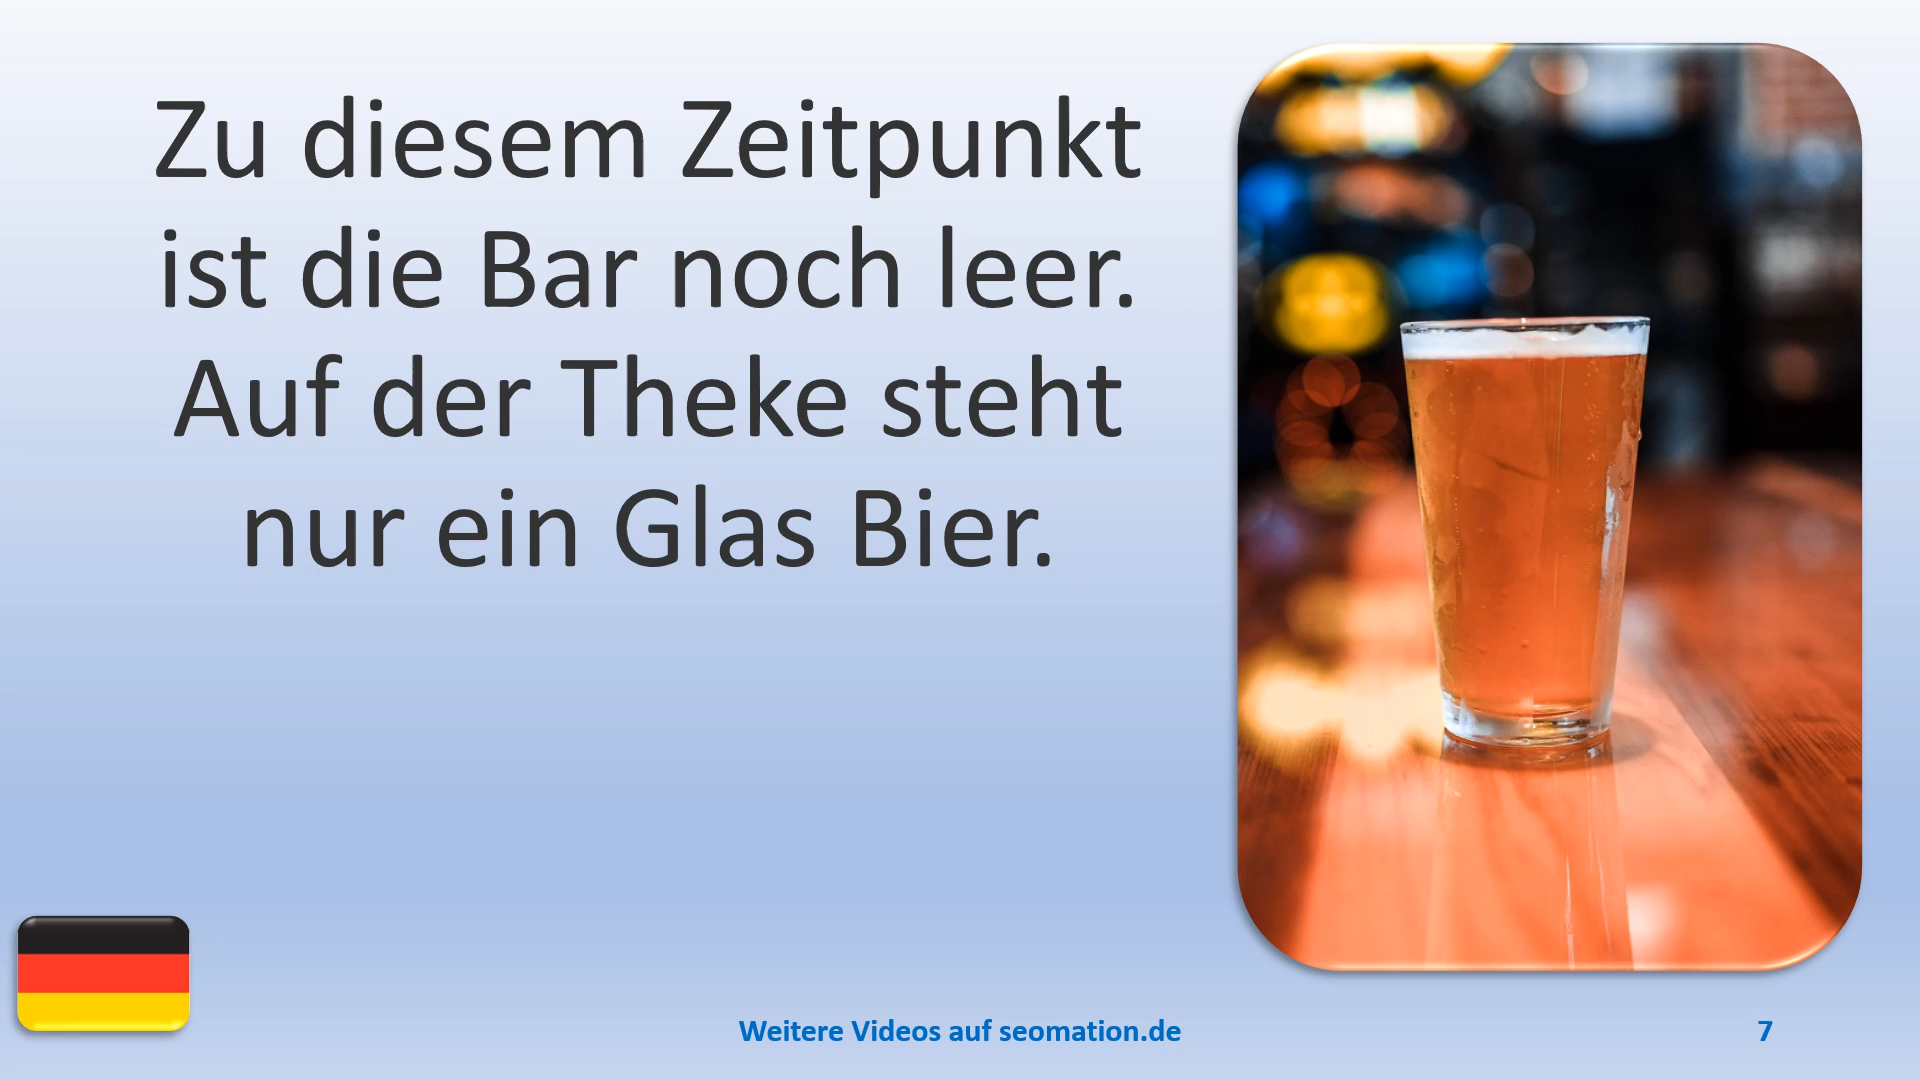 Zu diesem Zeitpunkt
ist die Bar noch leer.
Auf der Theke steht
nur ein Glas Bier.
Weitere Videos auf seomation.de
7